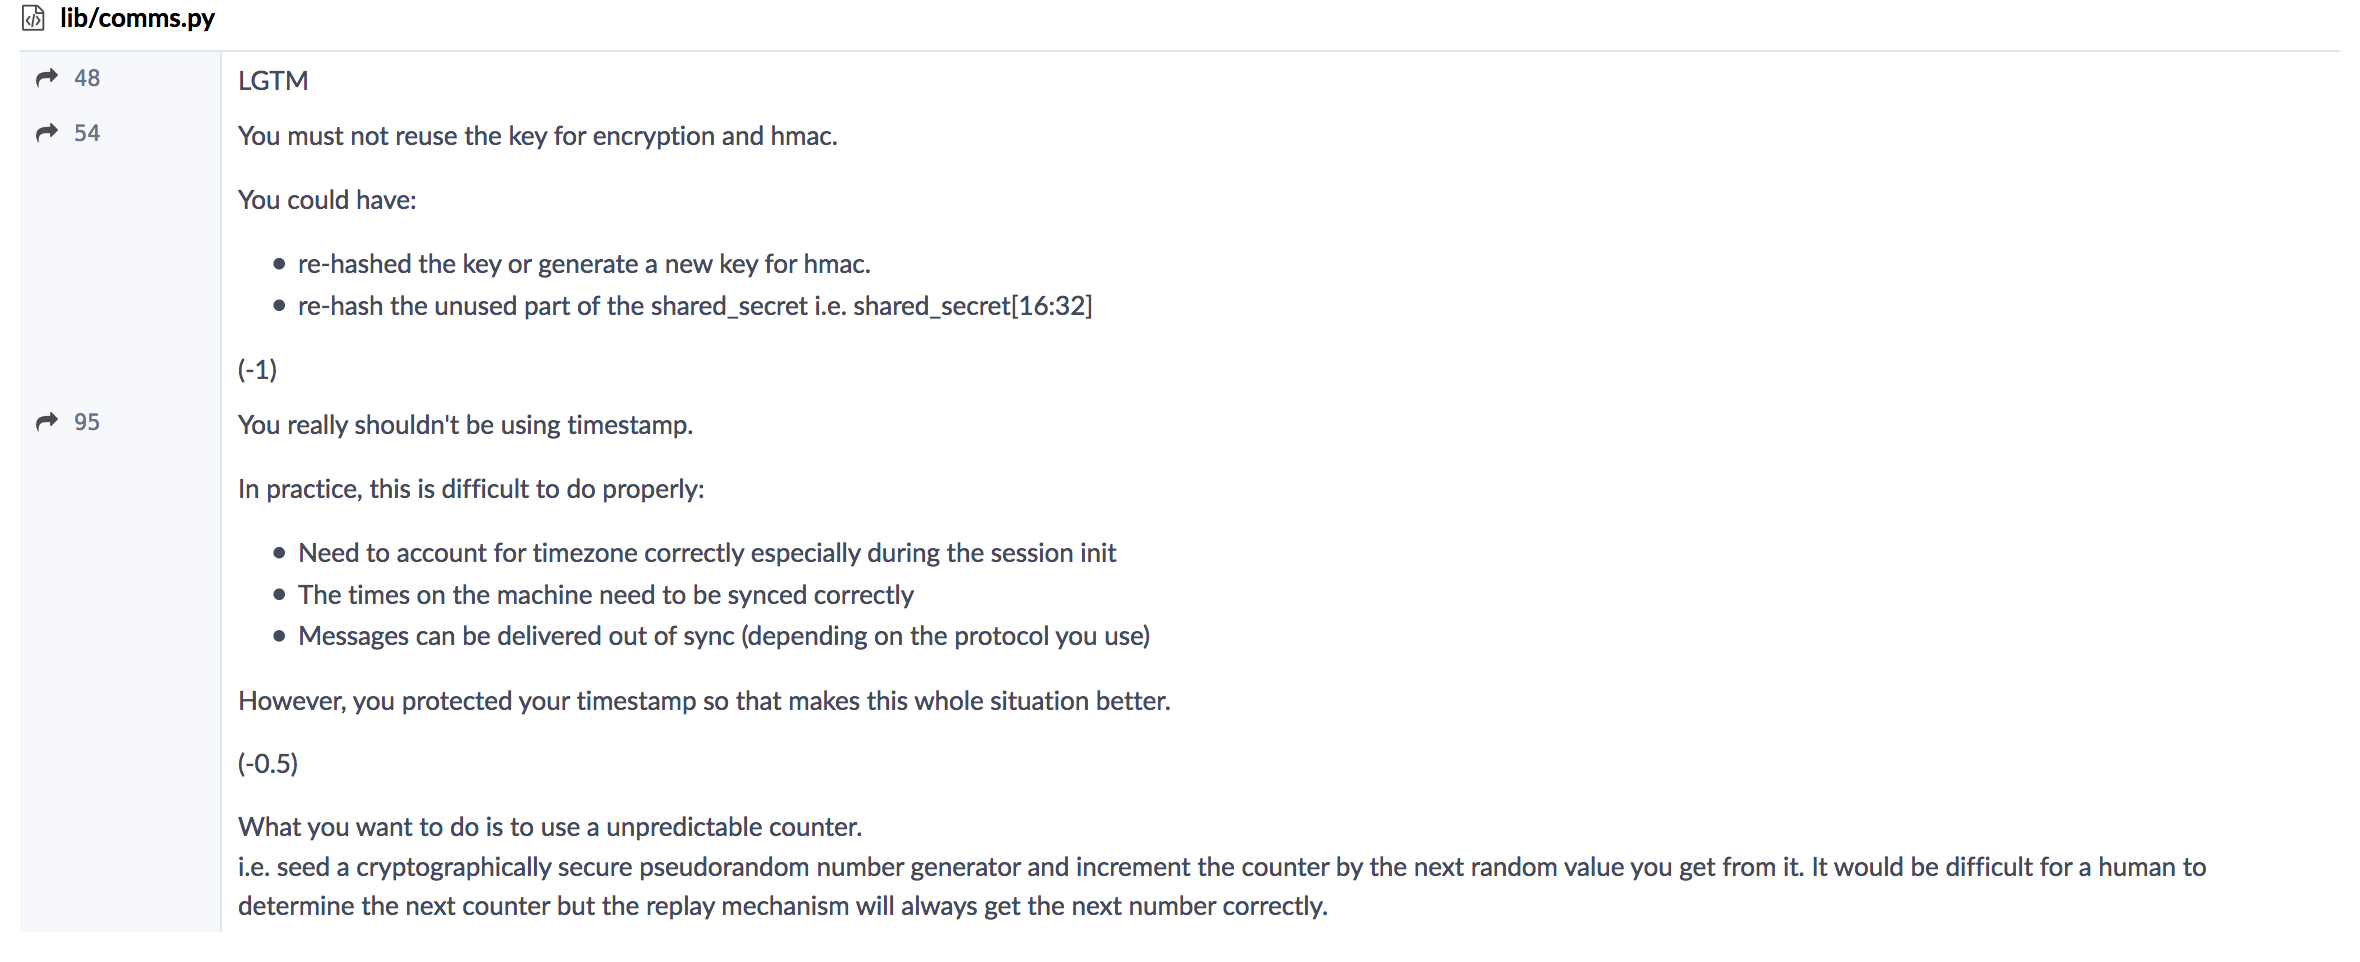 lib/comms.py
48 LGTM
54 You must not reuse the key for encryption and hmac.
You could have:
● re-hashed the key or generate a new key for hmac.
● re-hash the unused part of the shared_secret i.e. shared_secret[16:32]
(-1)
95 You really shouldn't be using timestamp.
In practice, this is difficult to do properly:
● Need to account for timezone correctly especially during the session init
● The times on the machine need to be synced correctly
● Messages can be delivered out of sync (depending on the protocol you use)
However, you protected your timestamp so that makes this whole situation better.
(-0.5)
What you want to do is to use a unpredictable counter.
i.e. seed a cryptographically secure pseudorandom number generator and increment the counter by the next random value you get from it. It would be difficult for a human to
determine the next counter but the replay mechanism will always get the next number correctly.